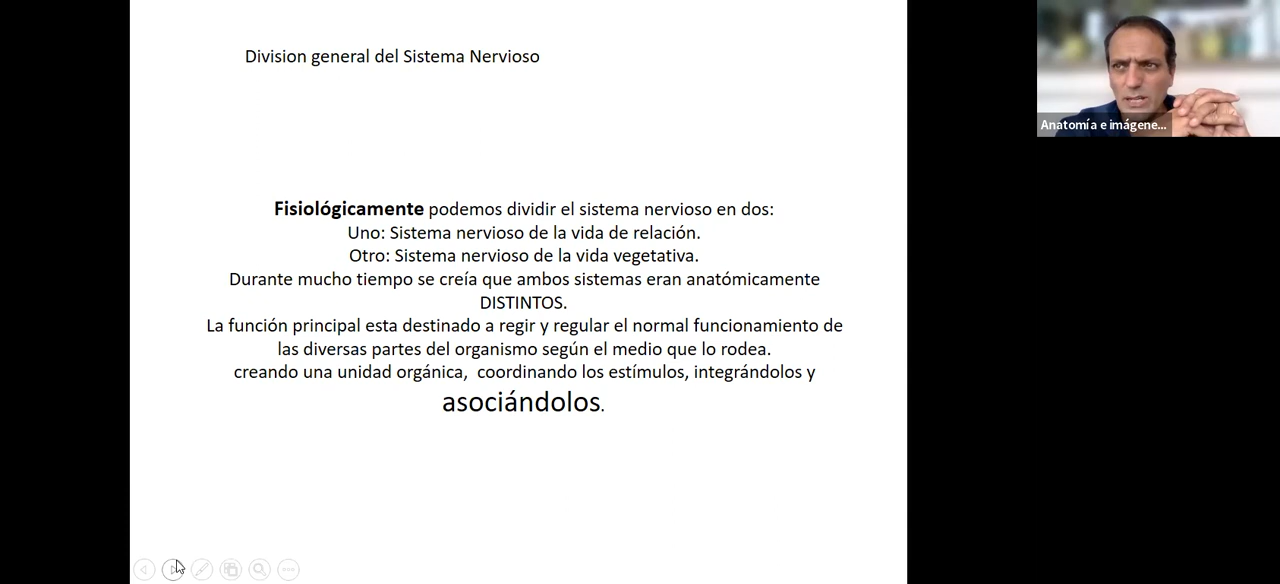 Division general del Sistema Nervioso
Fisiológicamente podemos dividir el sistema nervioso en dos:
Uno: Sistema nervioso de la vida de relación.
Otro: Sistema nervioso de la vida vegetativa.
Durante mucho tiempo se creía que ambos sistemas eran anatómicamente
DISTINTOS.
La función principal esta destinado a regir y regular el normal funcionamiento de
las diversas partes del organismo según el medio que lo rodea.
creando una unidad orgánica,  coordinando los estímulos, integrándolos y
asociándolos.
Anatomía e imágene...